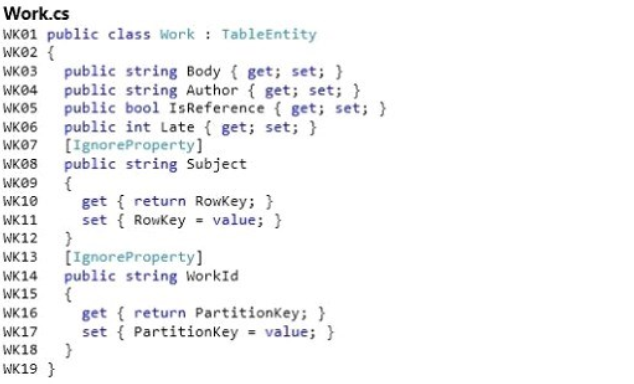 Work.cs
WK01 public class Work : TableEntity
WK02 {
WK03 public string Body { get; set; }
WK04 public string Author { get; set; }
WK05 public bool IsReference { get; set; }
WK06 public int Late { get; set; }
WK07 [IgnoreProperty]
WK08 public string Subject
WK09 {
WK10 get { return RowKey; }
WK11 set { RowKey = value; }
WK12 }
WK13 [IgnoreProperty]
WK14 public string WorkId
WK15 {
WK16 get { return PartitionKey; }
WK17 set { PartitionKey = value; }
WK18 }
WK19 }